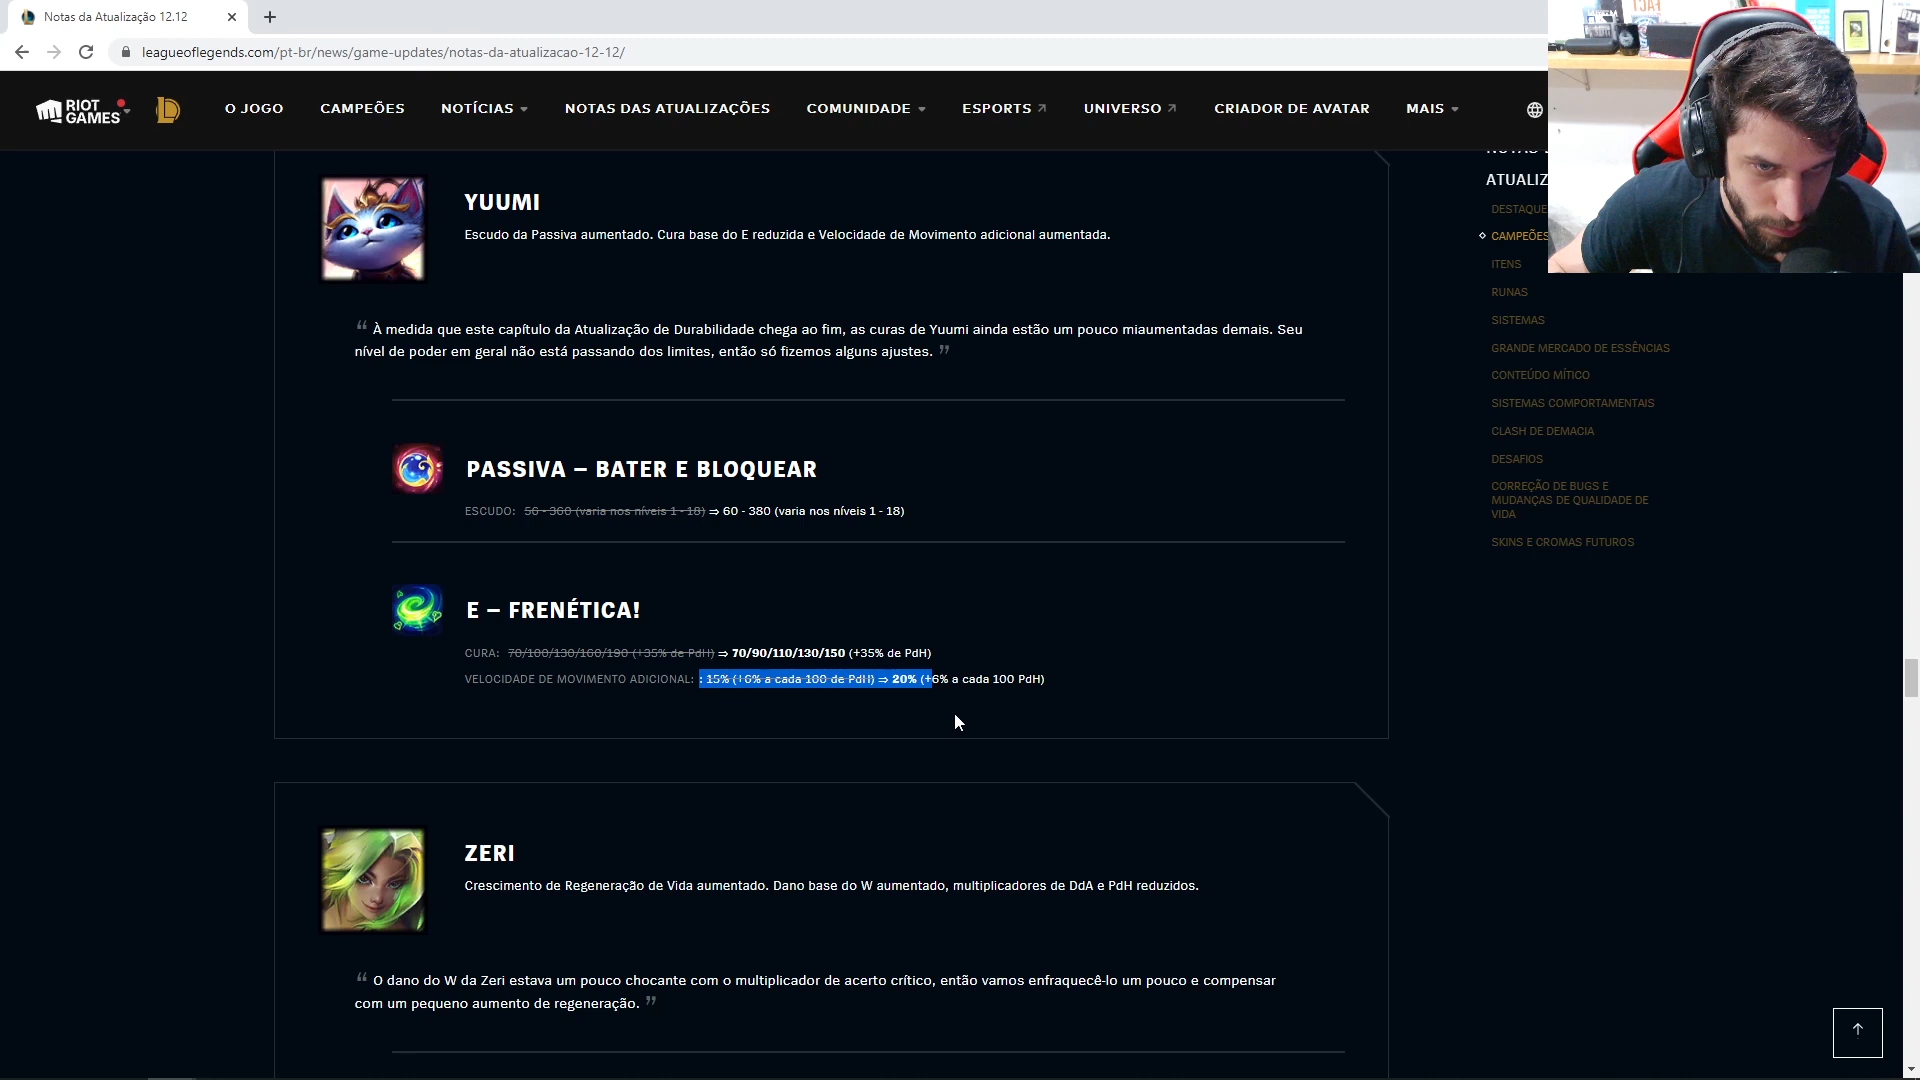 Notas da Atualização 12.12
leagueoflegends.com/pt-br/news/game-updates/notas-da-atualizacao-12-12/
RIOT GAMES
O JOGO
CAMPEÕES
NOTÍCIAS
NOTAS DAS ATUALIZAÇÕES
COMUNIDADE
ESPORTS
UNIVERSO
CRIADOR DE AVATAR
MAIS
YUUMI
Escudo da Passiva aumentado. Cura base do E reduzida e Velocidade de Movimento adicional aumentada.
“ À medida que este capítulo da Atualização de Durabilidade chega ao fim, as curas de Yuumi ainda estão um pouco miaumentadas demais. Seu
nível de poder em geral não está passando dos limites, então só fizemos alguns ajustes. ”
PASSIVA – BATER E BLOQUEAR
ESCUDO: 56 - 360 (varia nos níveis 1 - 18) ⇒ 60 - 380 (varia nos níveis 1 - 18)
E – FRENÉTICA!
CURA: 70/100/130/160/190 (+35% de PdH) ⇒ 70/90/110/130/150 (+35% de PdH)
VELOCIDADE DE MOVIMENTO ADICIONAL: : 15% (+6% a cada 100 de PdH) ⇒ 20% (+6% a cada 100 PdH)
ZERI
Crescimento de Regeneração de Vida aumentado. Dano base do W aumentado, multiplicadores de DdA e PdH reduzidos.
“ O dano do W da Zeri estava um pouco chocante com o multiplicador de acerto crítico, então vamos enfraquecê-lo um pouco e compensar
com um pequeno aumento de regeneração. ”
ATUALIZ
DESTAQUE
CAMPEÕES
ITENS
RUNAS
SISTEMAS
GRANDE MERCADO DE ESSÊNCIAS
CONTEÚDO MÍTICO
SISTEMAS COMPORTAMENTAIS
CLASH DE DEMACIA
DESAFIOS
CORREÇÃO DE BUGS E
MUDANÇAS DE QUALIDADE DE
VIDA
SKINS E CROMAS FUTUROS